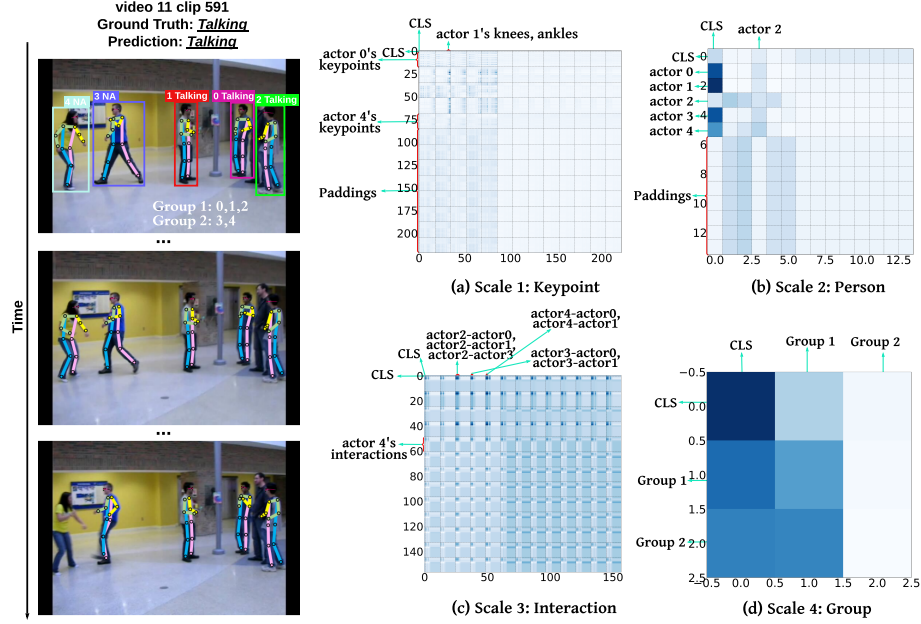 video 11 clip 591
Ground Truth: Talking
Prediction: Talking
Time
4 NA
3 NA
1 Talking
0 Talking
2 Talking
Group 1: 0,1,2
Group 2: 3,4
...
...
CLS
actor 1's knees, ankles
CLS
actor 0's
keypoints
actor 4's
keypoints
Paddings
0
25
50
75
100
125
150
175
200
0
50
100
150
200
(a) Scale 1: Keypoint
CLS
actor 2
CLS
actor 0
actor 1
actor 2
actor 3
actor 4
Paddings
0
2
4
6
8
10
12
0.0
2.5
5.0
7.5
10.0
12.5
(b) Scale 2: Person
actor4-actor0,
actor4-actor1
actor2-actor0,
actor2-actor1,
actor2-actor3
actor3-actor0,
actor3-actor1
CLS
CLS
actor 4's
interactions
0
20
40
60
80
100
120
140
0
50
100
150
(c) Scale 3: Interaction
CLS
Group 1
Group 2
CLS
Group 1
Group 2
−0.5
0.0
0.5
1.0
1.5
2.0
2.5
−0.5
0.0
0.5
1.0
1.5
2.0
2.5
(d) Scale 4: Group